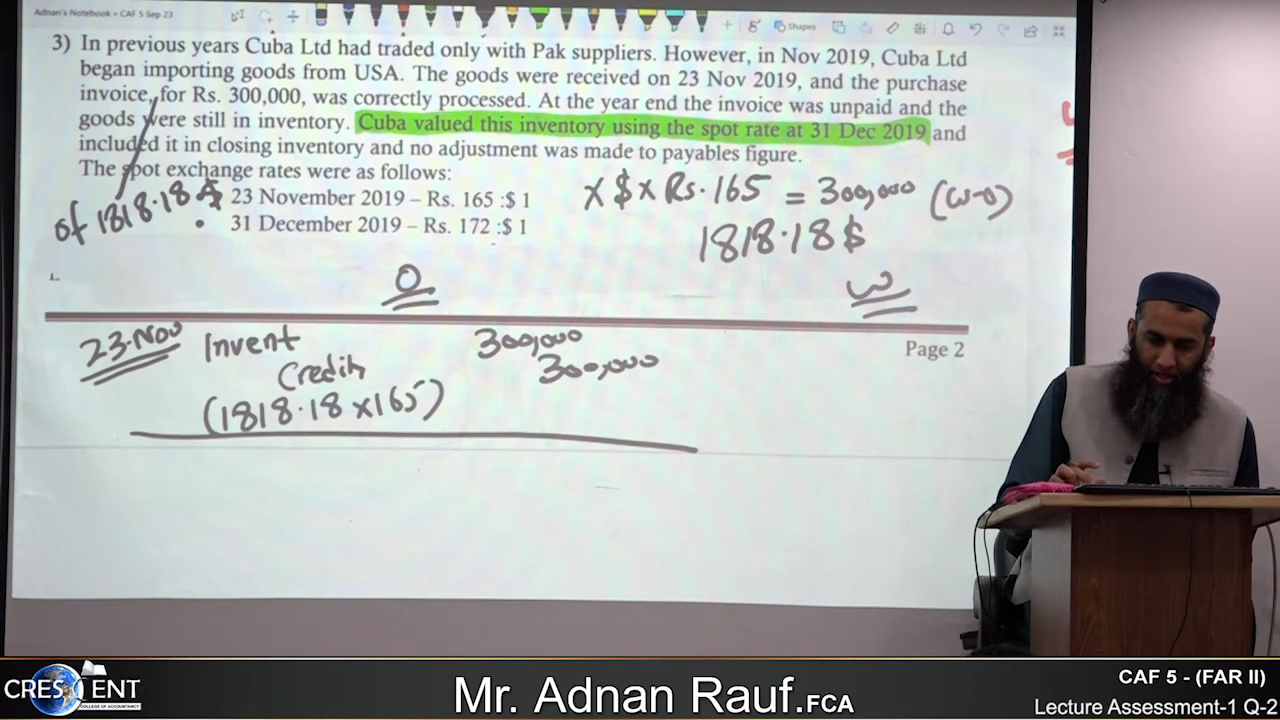 Adnan's Notebook » CAF 5 Sep 23
Shapes
3) In previous years Cuba Ltd had traded only with Pak suppliers. However, in Nov 2019, Cuba Ltd
began importing goods from USA. The goods were received on 23 Nov 2019, and the purchase
invoice, for Rs. 300,000, was correctly processed. At the year end the invoice was unpaid and the
goods were still in inventory. Cuba valued this inventory using the spot rate at 31 Dec 2019 and
included it in closing inventory and no adjustment was made to payables figure.
The spot exchange rates were as follows:
of 1818.18 $
23 November 2019 – Rs. 165 :$ 1
• 31 December 2019 – Rs. 172 :$ 1
X $ x Rs. 165 = 300,000 (W-0)
1818.18 $
O
W
Page 2
23-Nov Invent 300,000
Credit 300,000
(1818.18 x 165)
CRESCENT
COLLEGE OF ACCOUNTANCY
Mr. Adnan Rauf.FCA
CAF 5 - (FAR II)
Lecture Assessment-1 Q-2